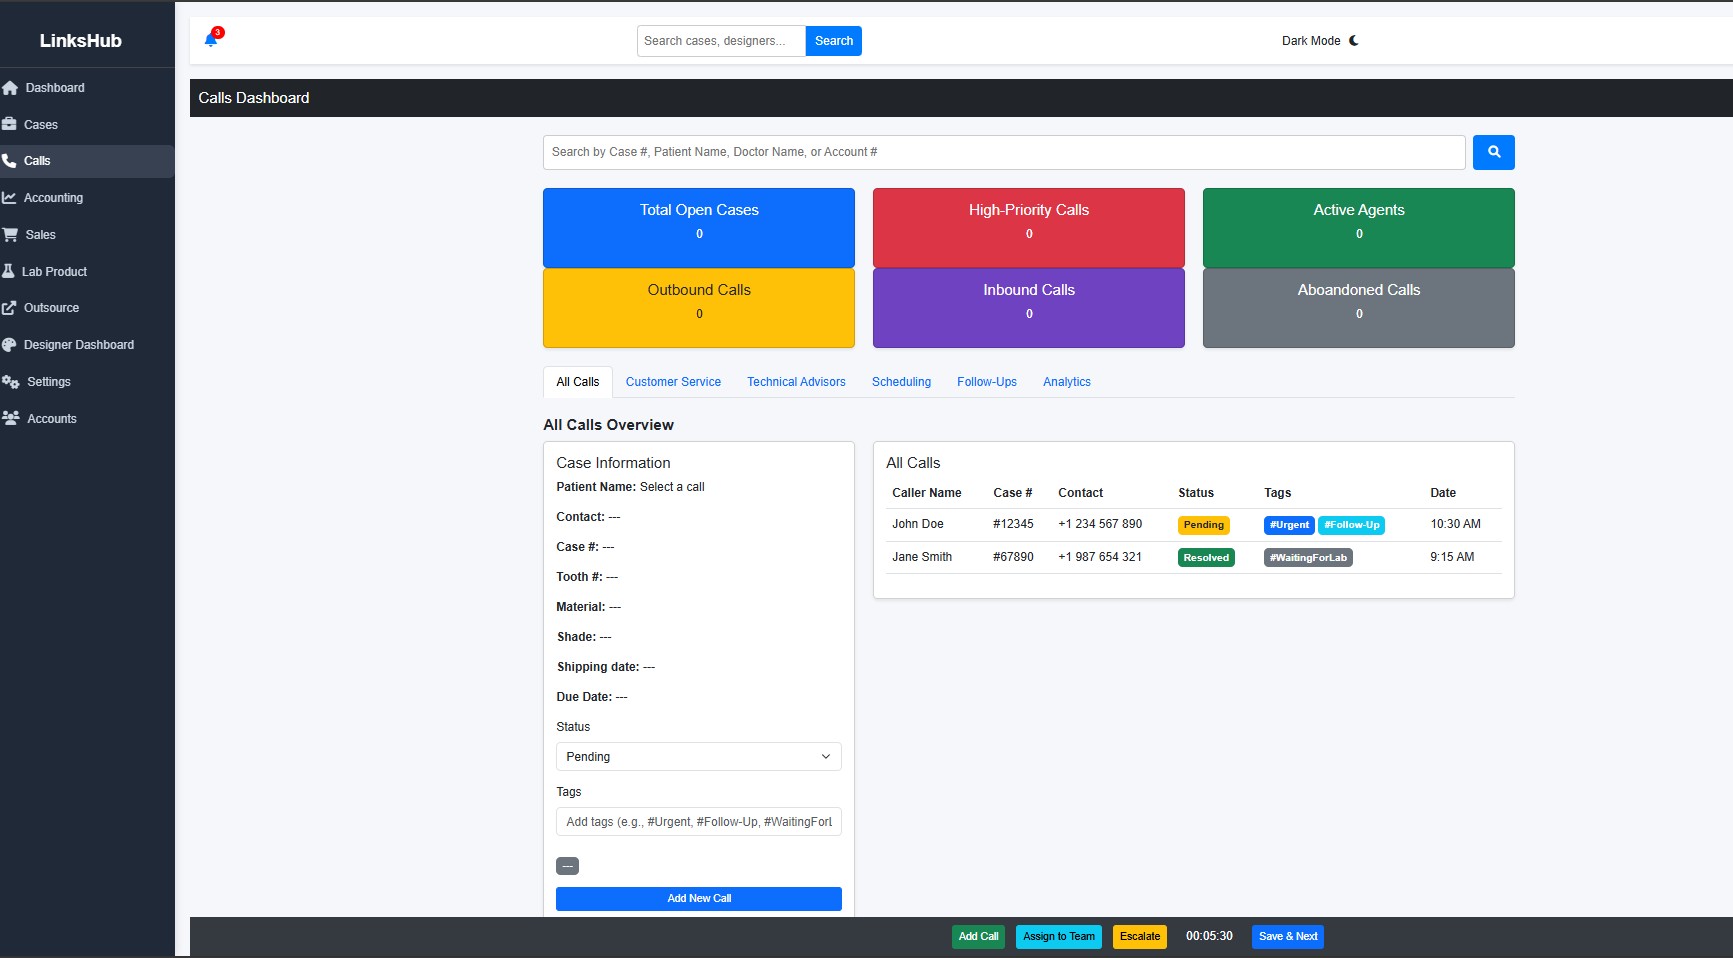 LinksHub
Dashboard
Cases
Calls
Accounting
Sales
Lab Product
Outsource
Designer Dashboard
Settings
Accounts
3
Search cases, designers...
Search
Dark Mode
Calls Dashboard
Search by Case #, Patient Name, Doctor Name, or Account #
Total Open Cases
0
High-Priority Calls
0
Active Agents
0
Outbound Calls
0
Inbound Calls
0
Aboandoned Calls
0
All Calls Customer Service Technical Advisors Scheduling Follow-Ups Analytics
All Calls Overview
Case Information
Patient Name: Select a call
Contact: ---
Case #: ---
Tooth #: ---
Material: ---
Shade: ---
Shipping date: ---
Due Date: ---
Status
Pending
Tags
Add tags (e.g., #Urgent, #Follow-Up, #WaitingForL
---
Add New Call
All Calls
Caller Name Case # Contact Status Tags Date
John Doe #12345 +1 234 567 890 Pending #Urgent #Follow-Up 10:30 AM
Jane Smith #67890 +1 987 654 321 Resolved #WaitingForLab 9:15 AM
Add Call Assign to Team Escalate 00:05:30 Save & Next